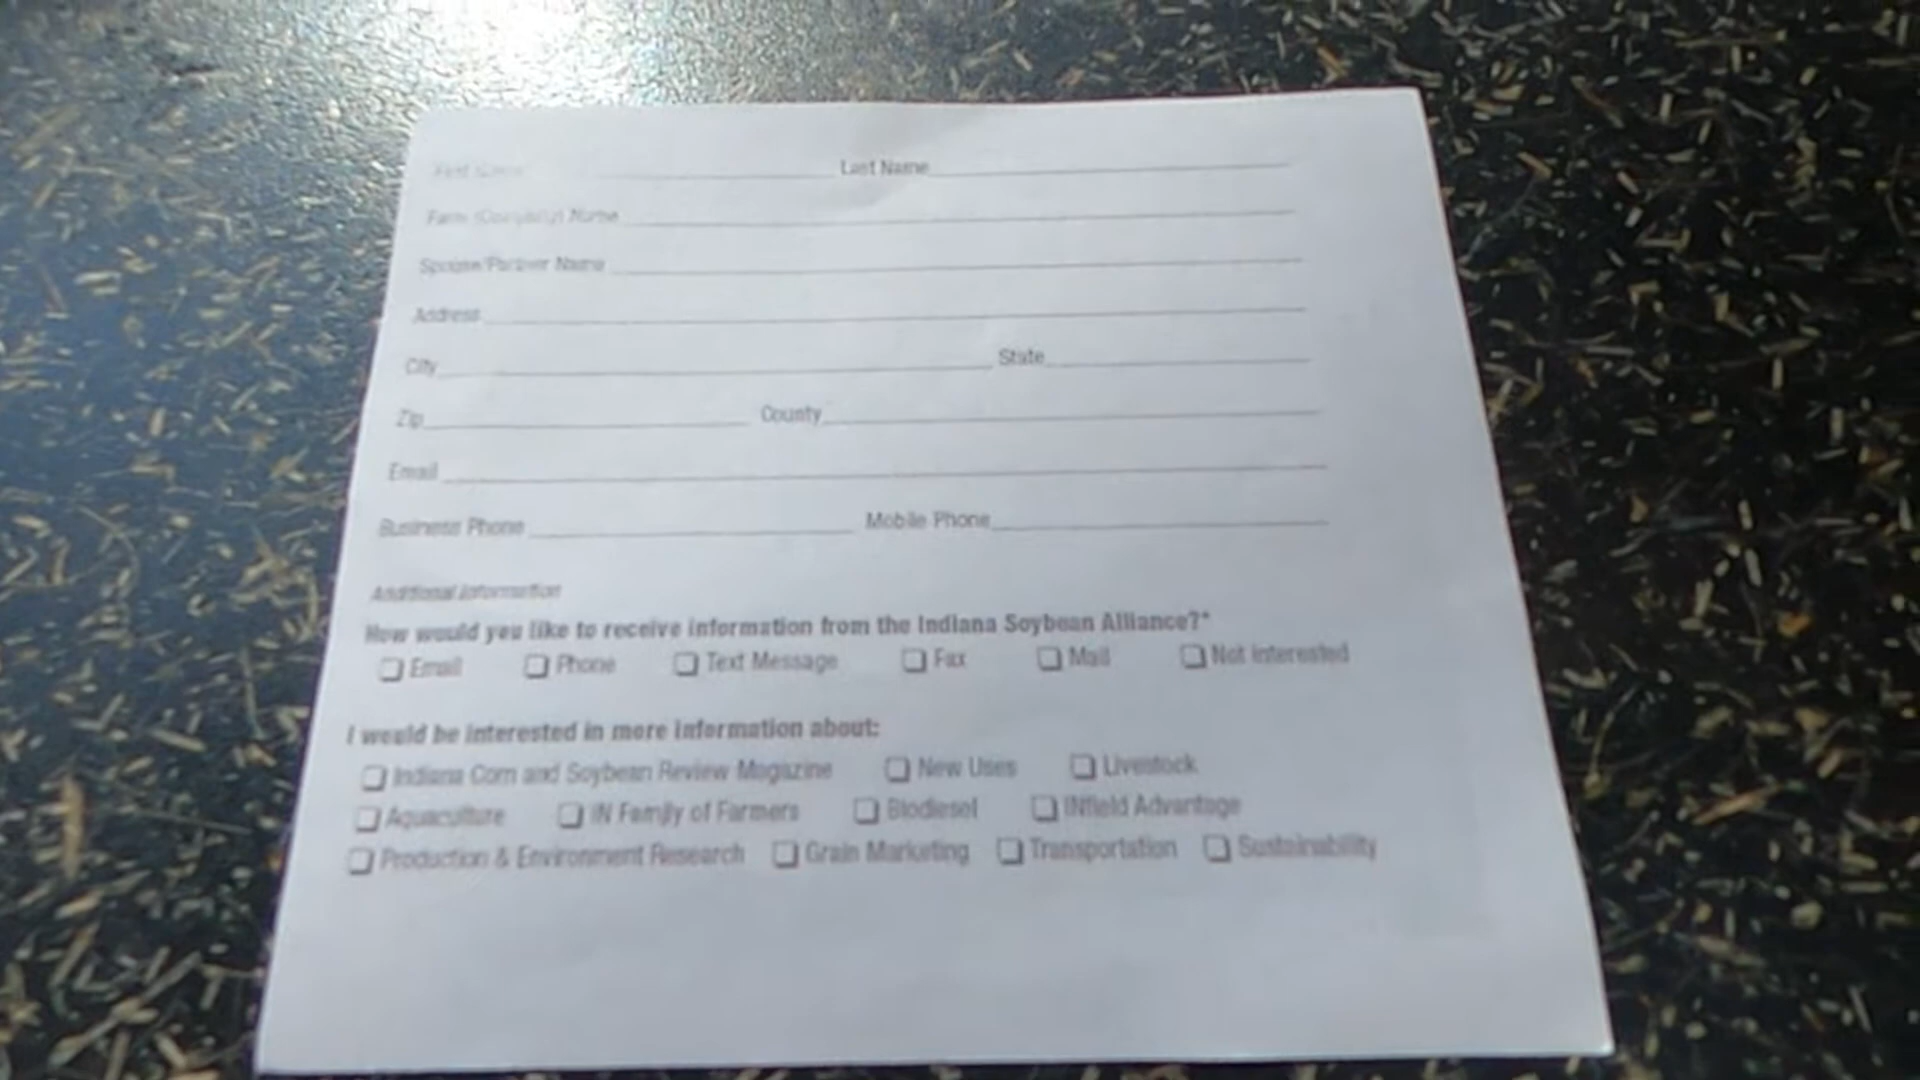 First Name Last Name
Farm (Company) Name
Spouse/Partner Name
Address
City State
Zip County
Email
Business Phone Mobile Phone
Additional Information
How would you like to receive information from the Indiana Soybean Alliance?*
❏ Email ❏ Phone ❏ Text Message ❏ Fax ❏ Mail ❏ Not interested
I would be interested in more information about:
❏ Indiana Corn and Soybean Review Magazine ❏ New Uses ❏ Livestock
❏ Aquaculture ❏ IN Family of Farmers ❏ Biodiesel ❏ INfield Advantage
❏ Production & Environment Research ❏ Grain Marketing ❏ Transportation ❏ Sustainability